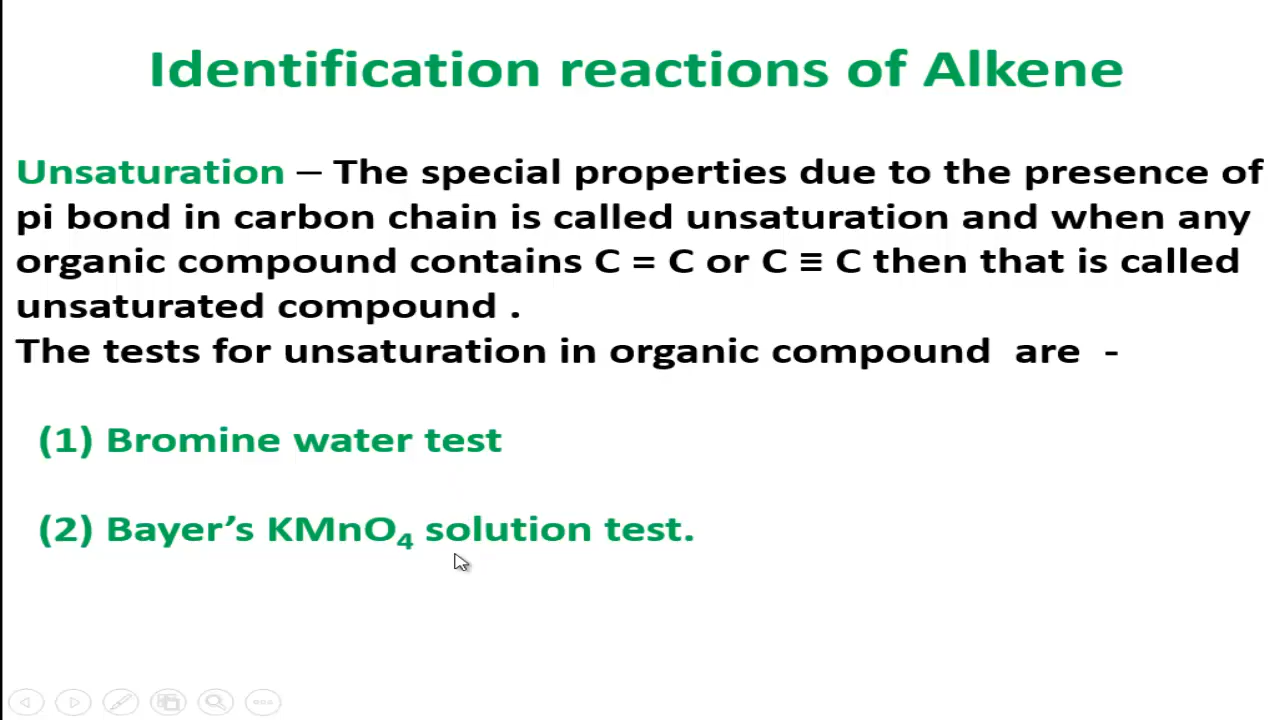 Identification reactions of Alkene
Unsaturation – The special properties due to the presence of
pi bond in carbon chain is called unsaturation and when any
organic compound contains C = C or C ≡ C then that is called
unsaturated compound .
The tests for unsaturation in organic compound  are  -
(1) Bromine water test
(2) Bayer’s KMnO₄ solution test.